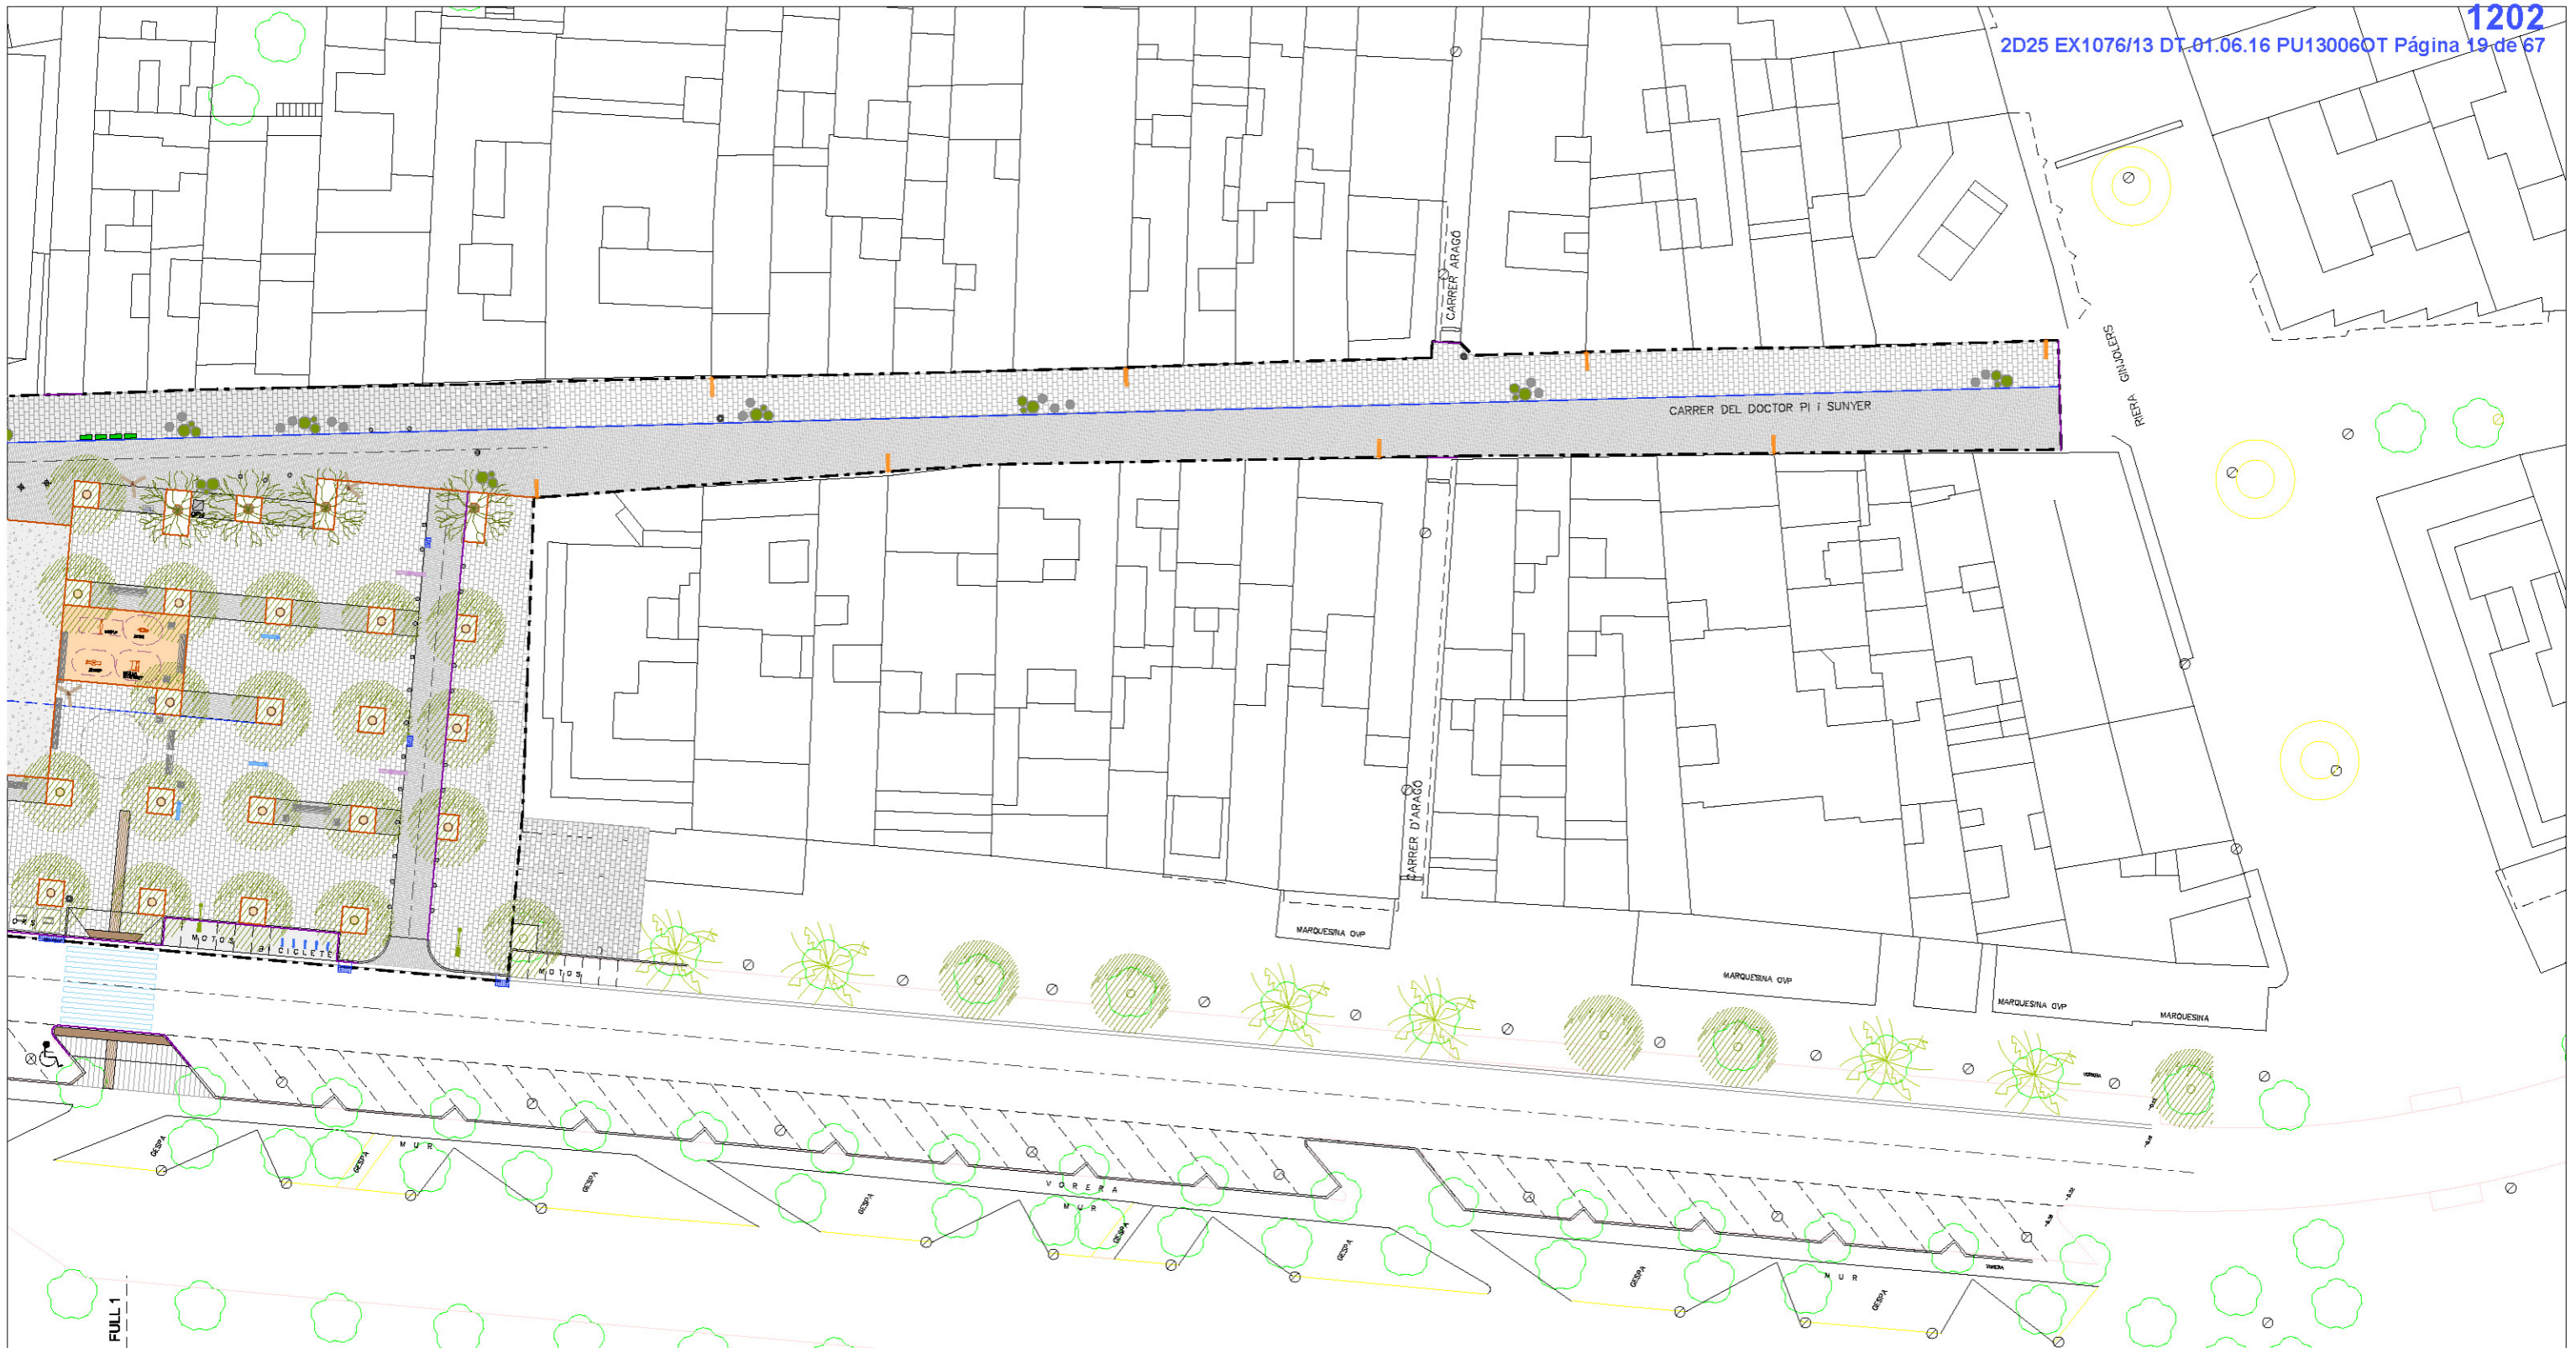 1202
2D25 EX1076/13 DT 01.06.16 PU13006OT Página 19 de 67
CARRER ARAGÓ
RIERA GINJOLERS
CARRER DEL DOCTOR PI i SUNYER
CARRER D'ARAGÓ
MARQUESINA OVP
MARQUESINA OVP
MARQUESINA OVP
MARQUESINA
MOTOS
BICICLETE
MOTOS
GESPA
GESPA
MUR
GESPA
GESPA
VORERA
MUR
GESPA
GESPA
GESPA
MUR
GESPA
FULL 1